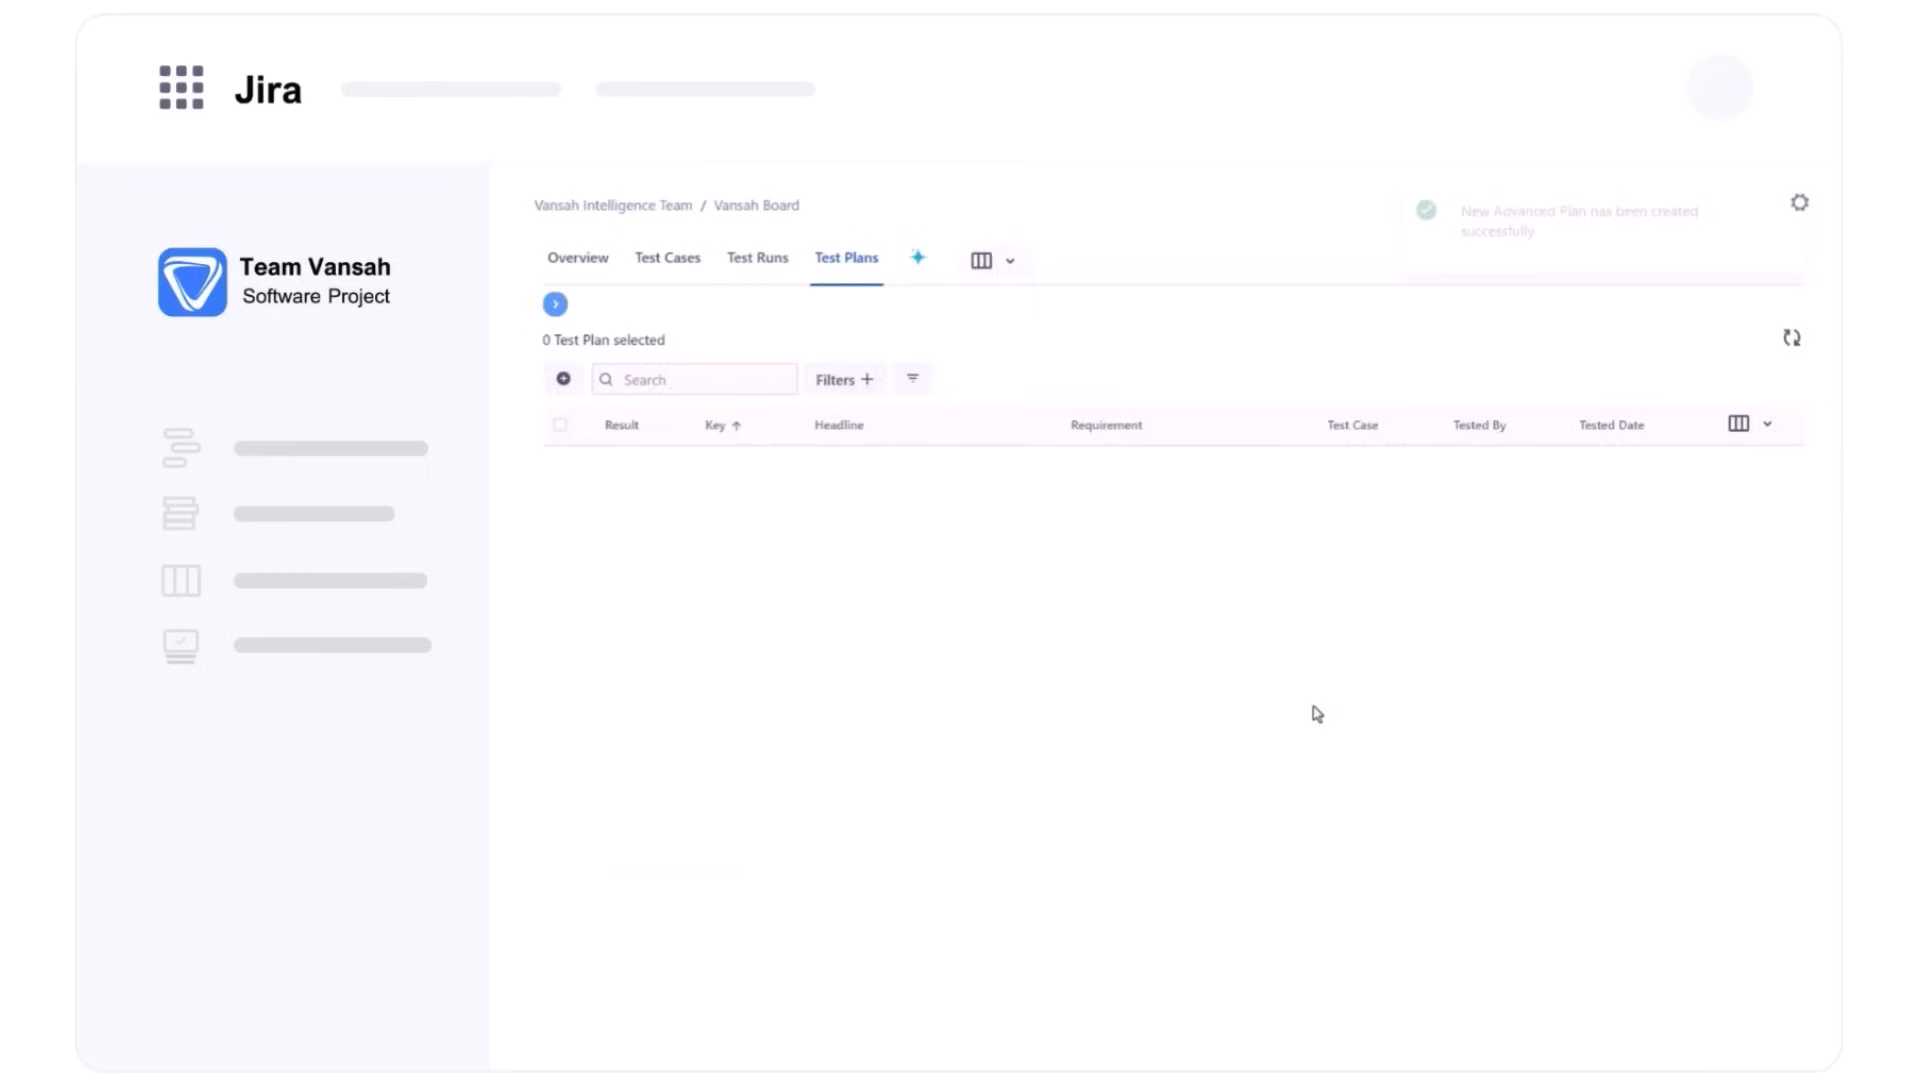 Jira
Team Vansah
Software Project
Vansah Intelligence Team / Vansah Board
New Advanced Plan has been created
successfully
Overview Test Cases Test Runs Test Plans
0 Test Plan selected
Search Filters +
Result Key ↑ Headline Requirement Test Case Tested By Tested Date